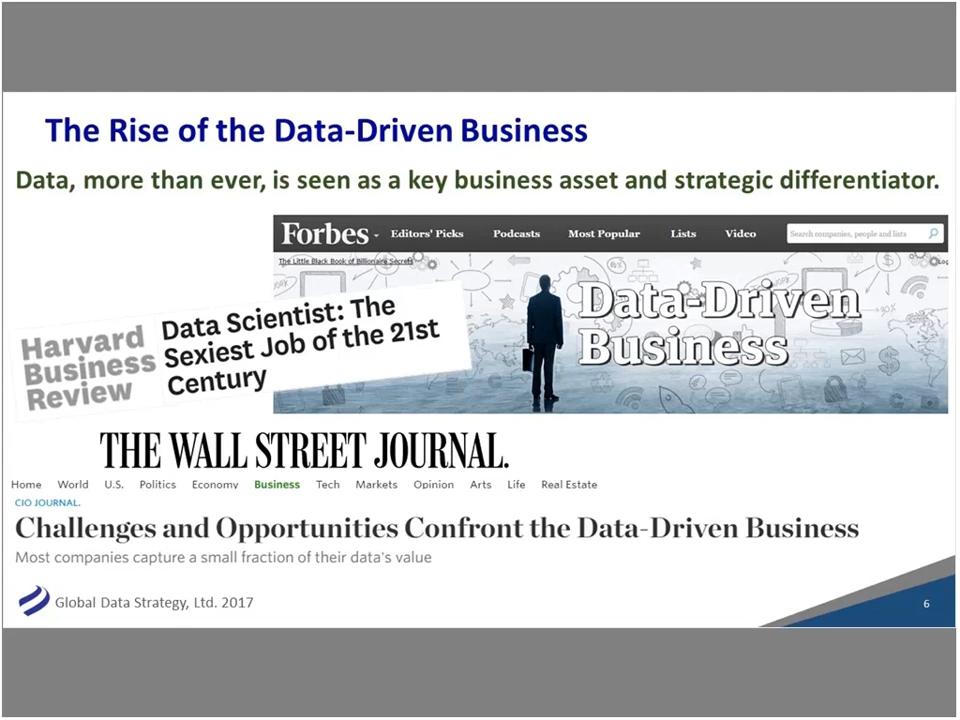 The Rise of the Data-Driven Business
Data, more than ever, is seen as a key business asset and strategic differentiator.
Forbes Editors' Picks Podcasts Most Popular Lists Video Search companies, people and lists
The Little Black Book of Billionaire Secrets Log
Data-Driven
Business
Harvard
Business
Review
Data Scientist: The
Sexiest Job of the 21st
Century
THE WALL STREET JOURNAL.
Home World U.S. Politics Economy Business Tech Markets Opinion Arts Life Real Estate
CIO JOURNAL.
Challenges and Opportunities Confront the Data-Driven Business
Most companies capture a small fraction of their data's value
Global Data Strategy, Ltd. 2017
6